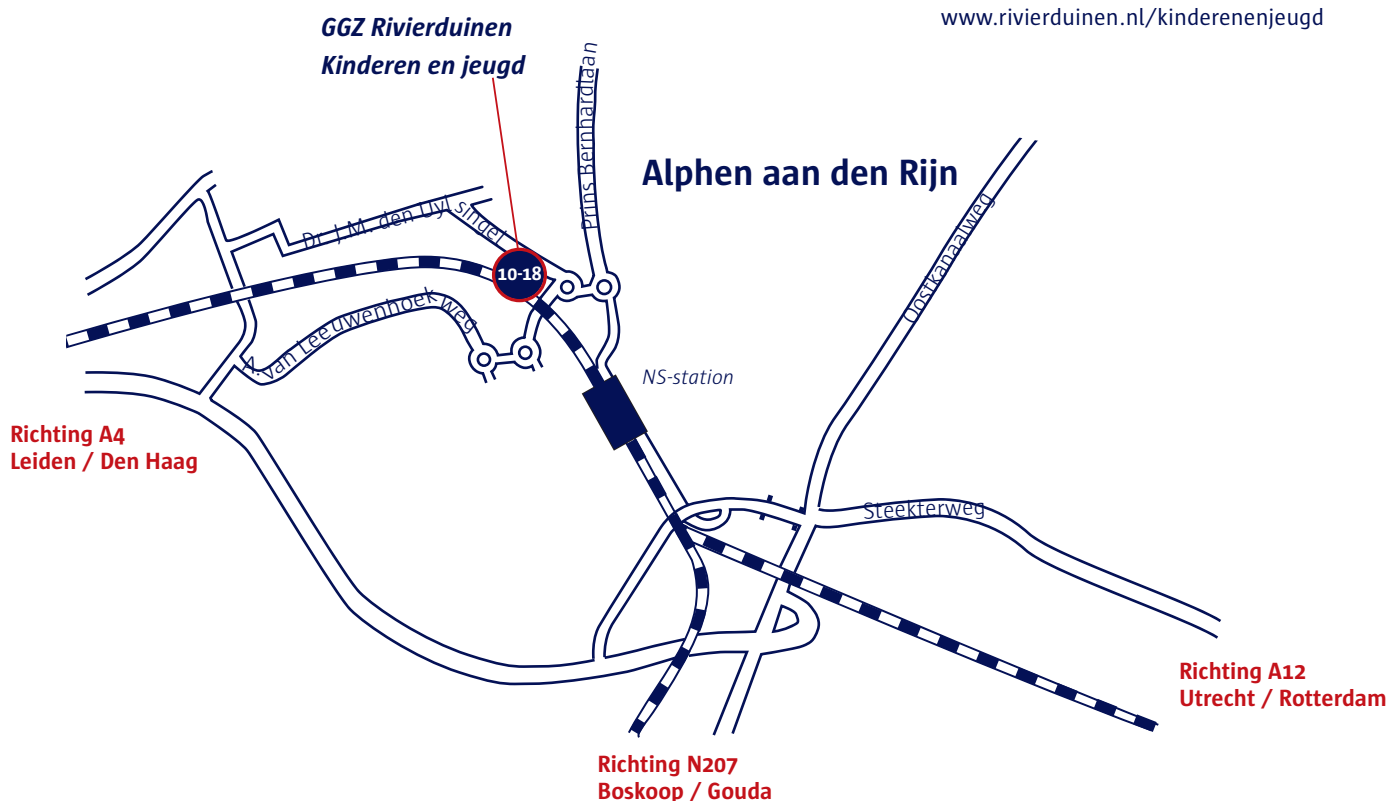 www.rivierduinen.nl/kinderenenjeugd
GGZ Rivierduinen
Kinderen en jeugd
Prins Bernhardlaan
Alphen aan den Rijn
Dr. J.M. den Uyl singel
Oostkanaalweg
10-18
A. van Leeuwenhoek weg
NS-station
Richting A4
Leiden / Den Haag
Steekterweg
Richting A12
Utrecht / Rotterdam
Richting N207
Boskoop / Gouda